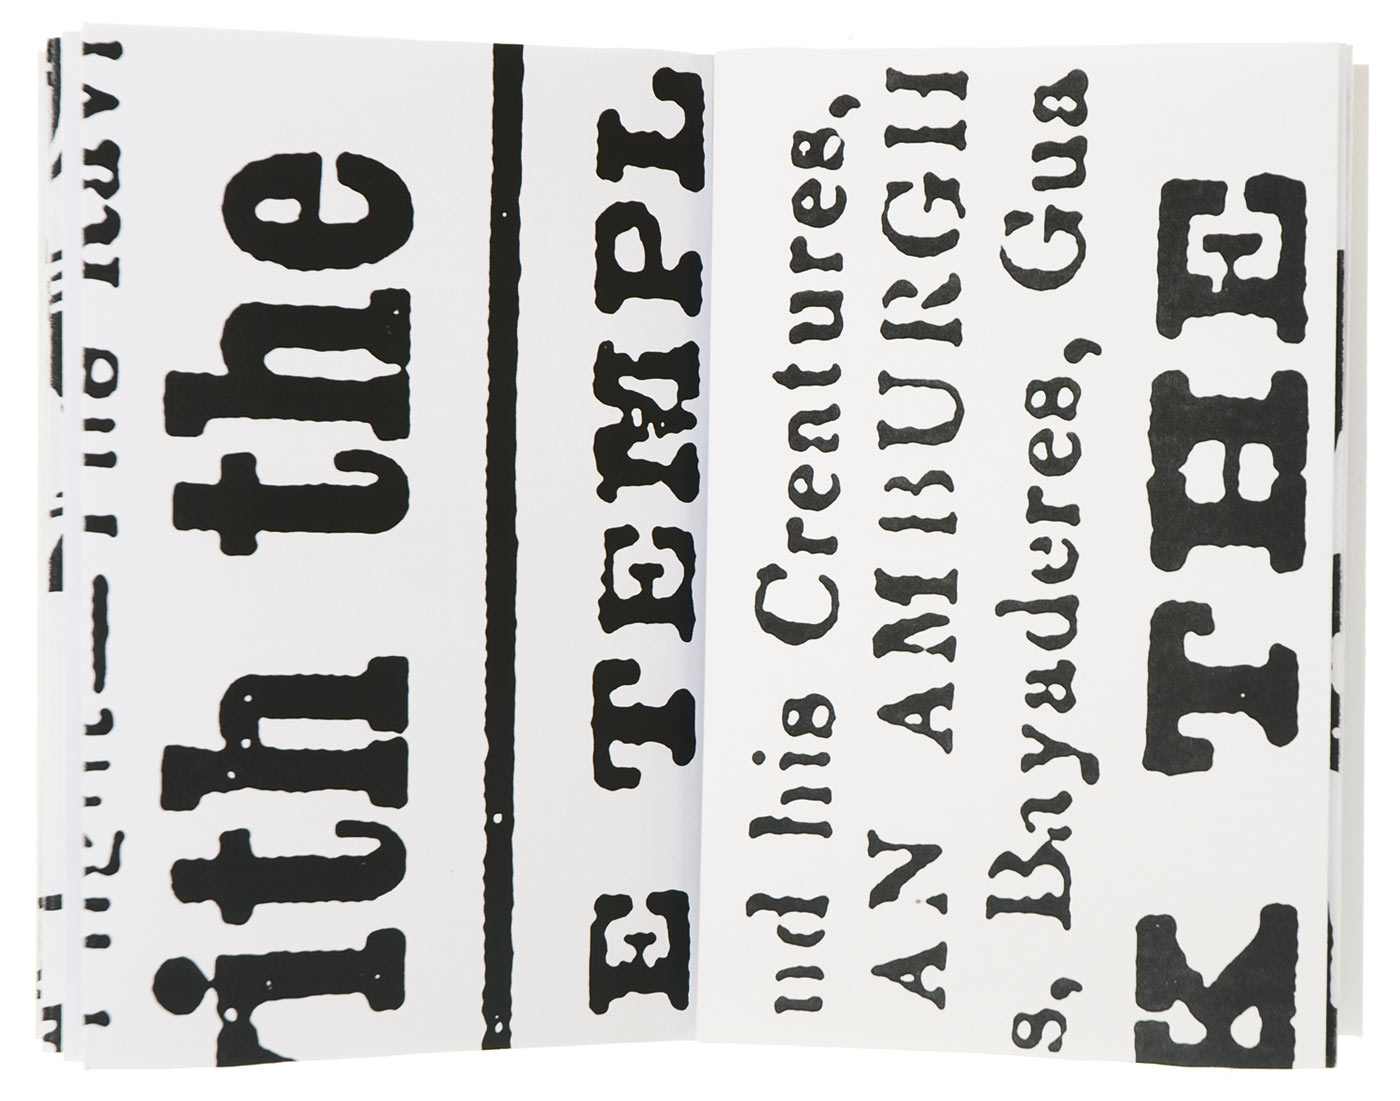 ith the
E TEMPL
nd his Creatures,
AN AMBURGH
s, Bayaderes, Gua
K THE